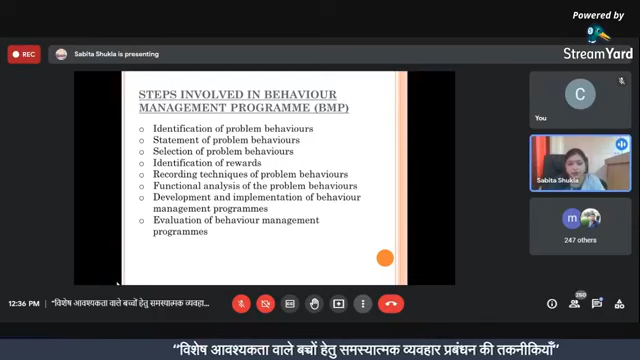 Powered by
StreamYard
REC
Sabita Shukla is presenting
STEPS INVOLVED IN BEHAVIOUR
MANAGEMENT PROGRAMME (BMP)
Identification of problem behaviours
Statement of problem behaviours
Selection of problem behaviours
Identification of rewards
Recording techniques of problem behaviours
Functional analysis of the problem behaviours
Development and implementation of behaviour
management programmes
Evaluation of behaviour management
programmes
C
You
Sabita Shukla
m
247 others
12:36 PM | "विशेष आवश्यकता वाले बच्चों हेतु समस्यात्मक व्यवहा...
250
“विशेष आवश्यकता वाले बचों हेतु समस्यात्मक व्यवहार प्रबंधन की तकनीकियाँ”